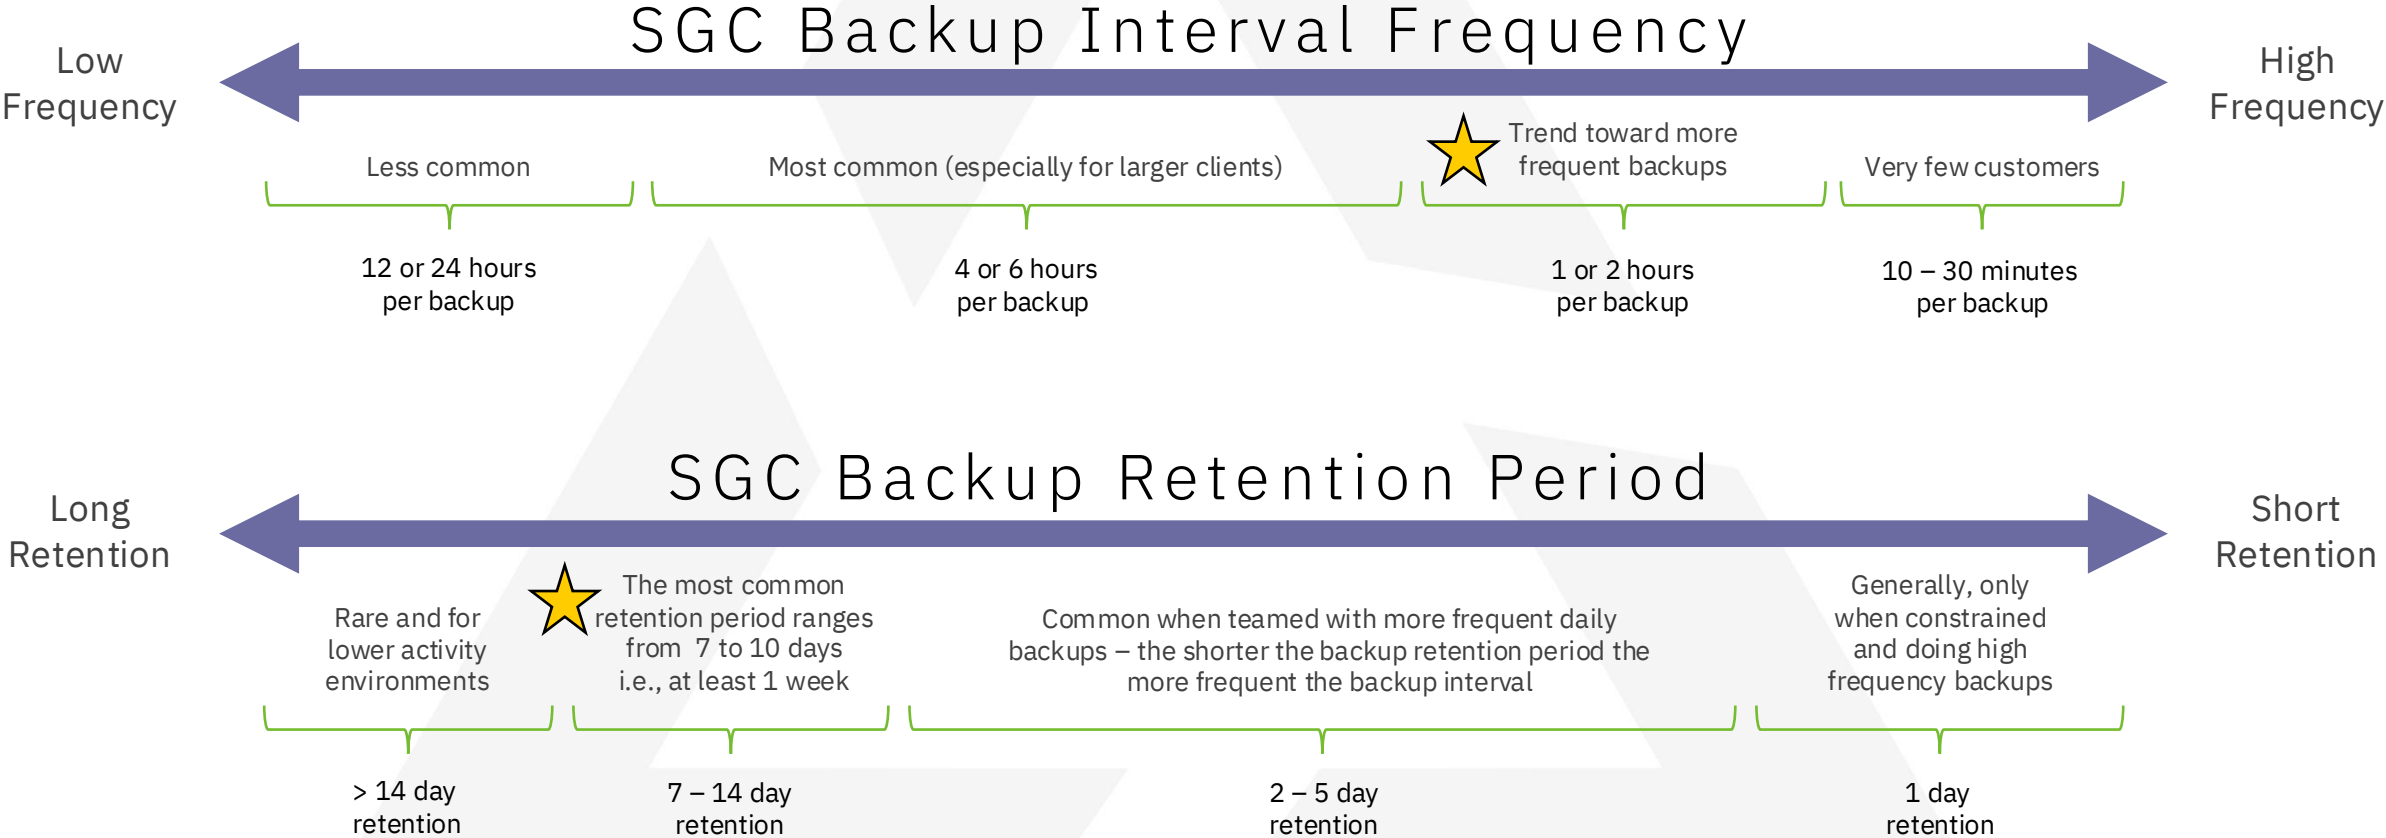 SGC Backup Interval Frequency
Low
Frequency
High
Frequency
Less common
Most common (especially for larger clients)
Trend toward more
frequent backups
Very few customers
12 or 24 hours
per backup
4 or 6 hours
per backup
1 or 2 hours
per backup
10 – 30 minutes
per backup
SGC Backup Retention Period
Long
Retention
Short
Retention
Rare and for
lower activity
environments
The most common
retention period ranges
from 7 to 10 days
i.e., at least 1 week
Common when teamed with more frequent daily
backups – the shorter the backup retention period the
more frequent the backup interval
Generally, only
when constrained
and doing high
frequency backups
> 14 day
retention
7 – 14 day
retention
2 – 5 day
retention
1 day
retention